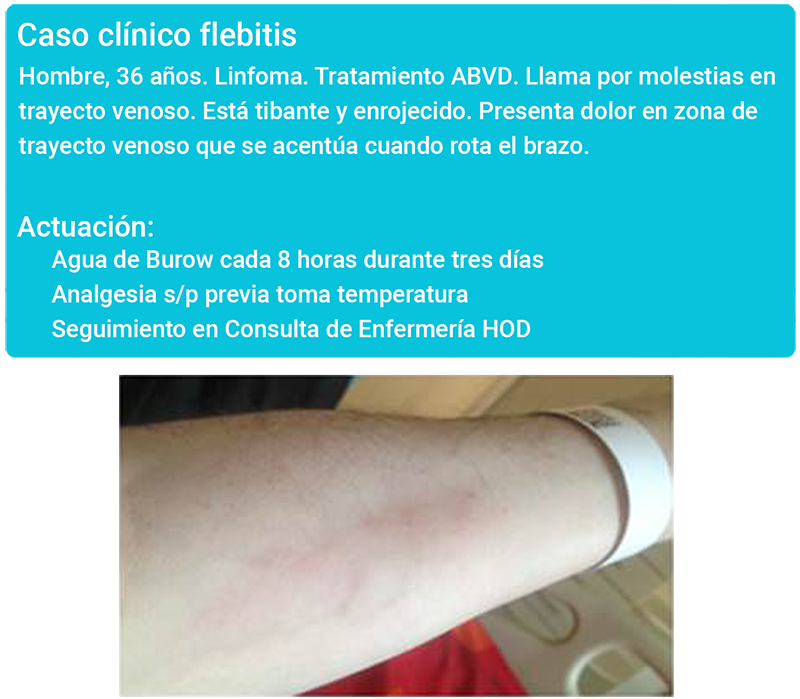 Caso clínico flebitis
Hombre, 36 años. Linfoma. Tratamiento ABVD. Llama por molestias en
trayecto venoso. Está tibante y enrojecido. Presenta dolor en zona de
trayecto venoso que se acentúa cuando rota el brazo.
Actuación:
Agua de Burow cada 8 horas durante tres días
Analgesia s/p previa toma temperatura
Seguimiento en Consulta de Enfermería HOD